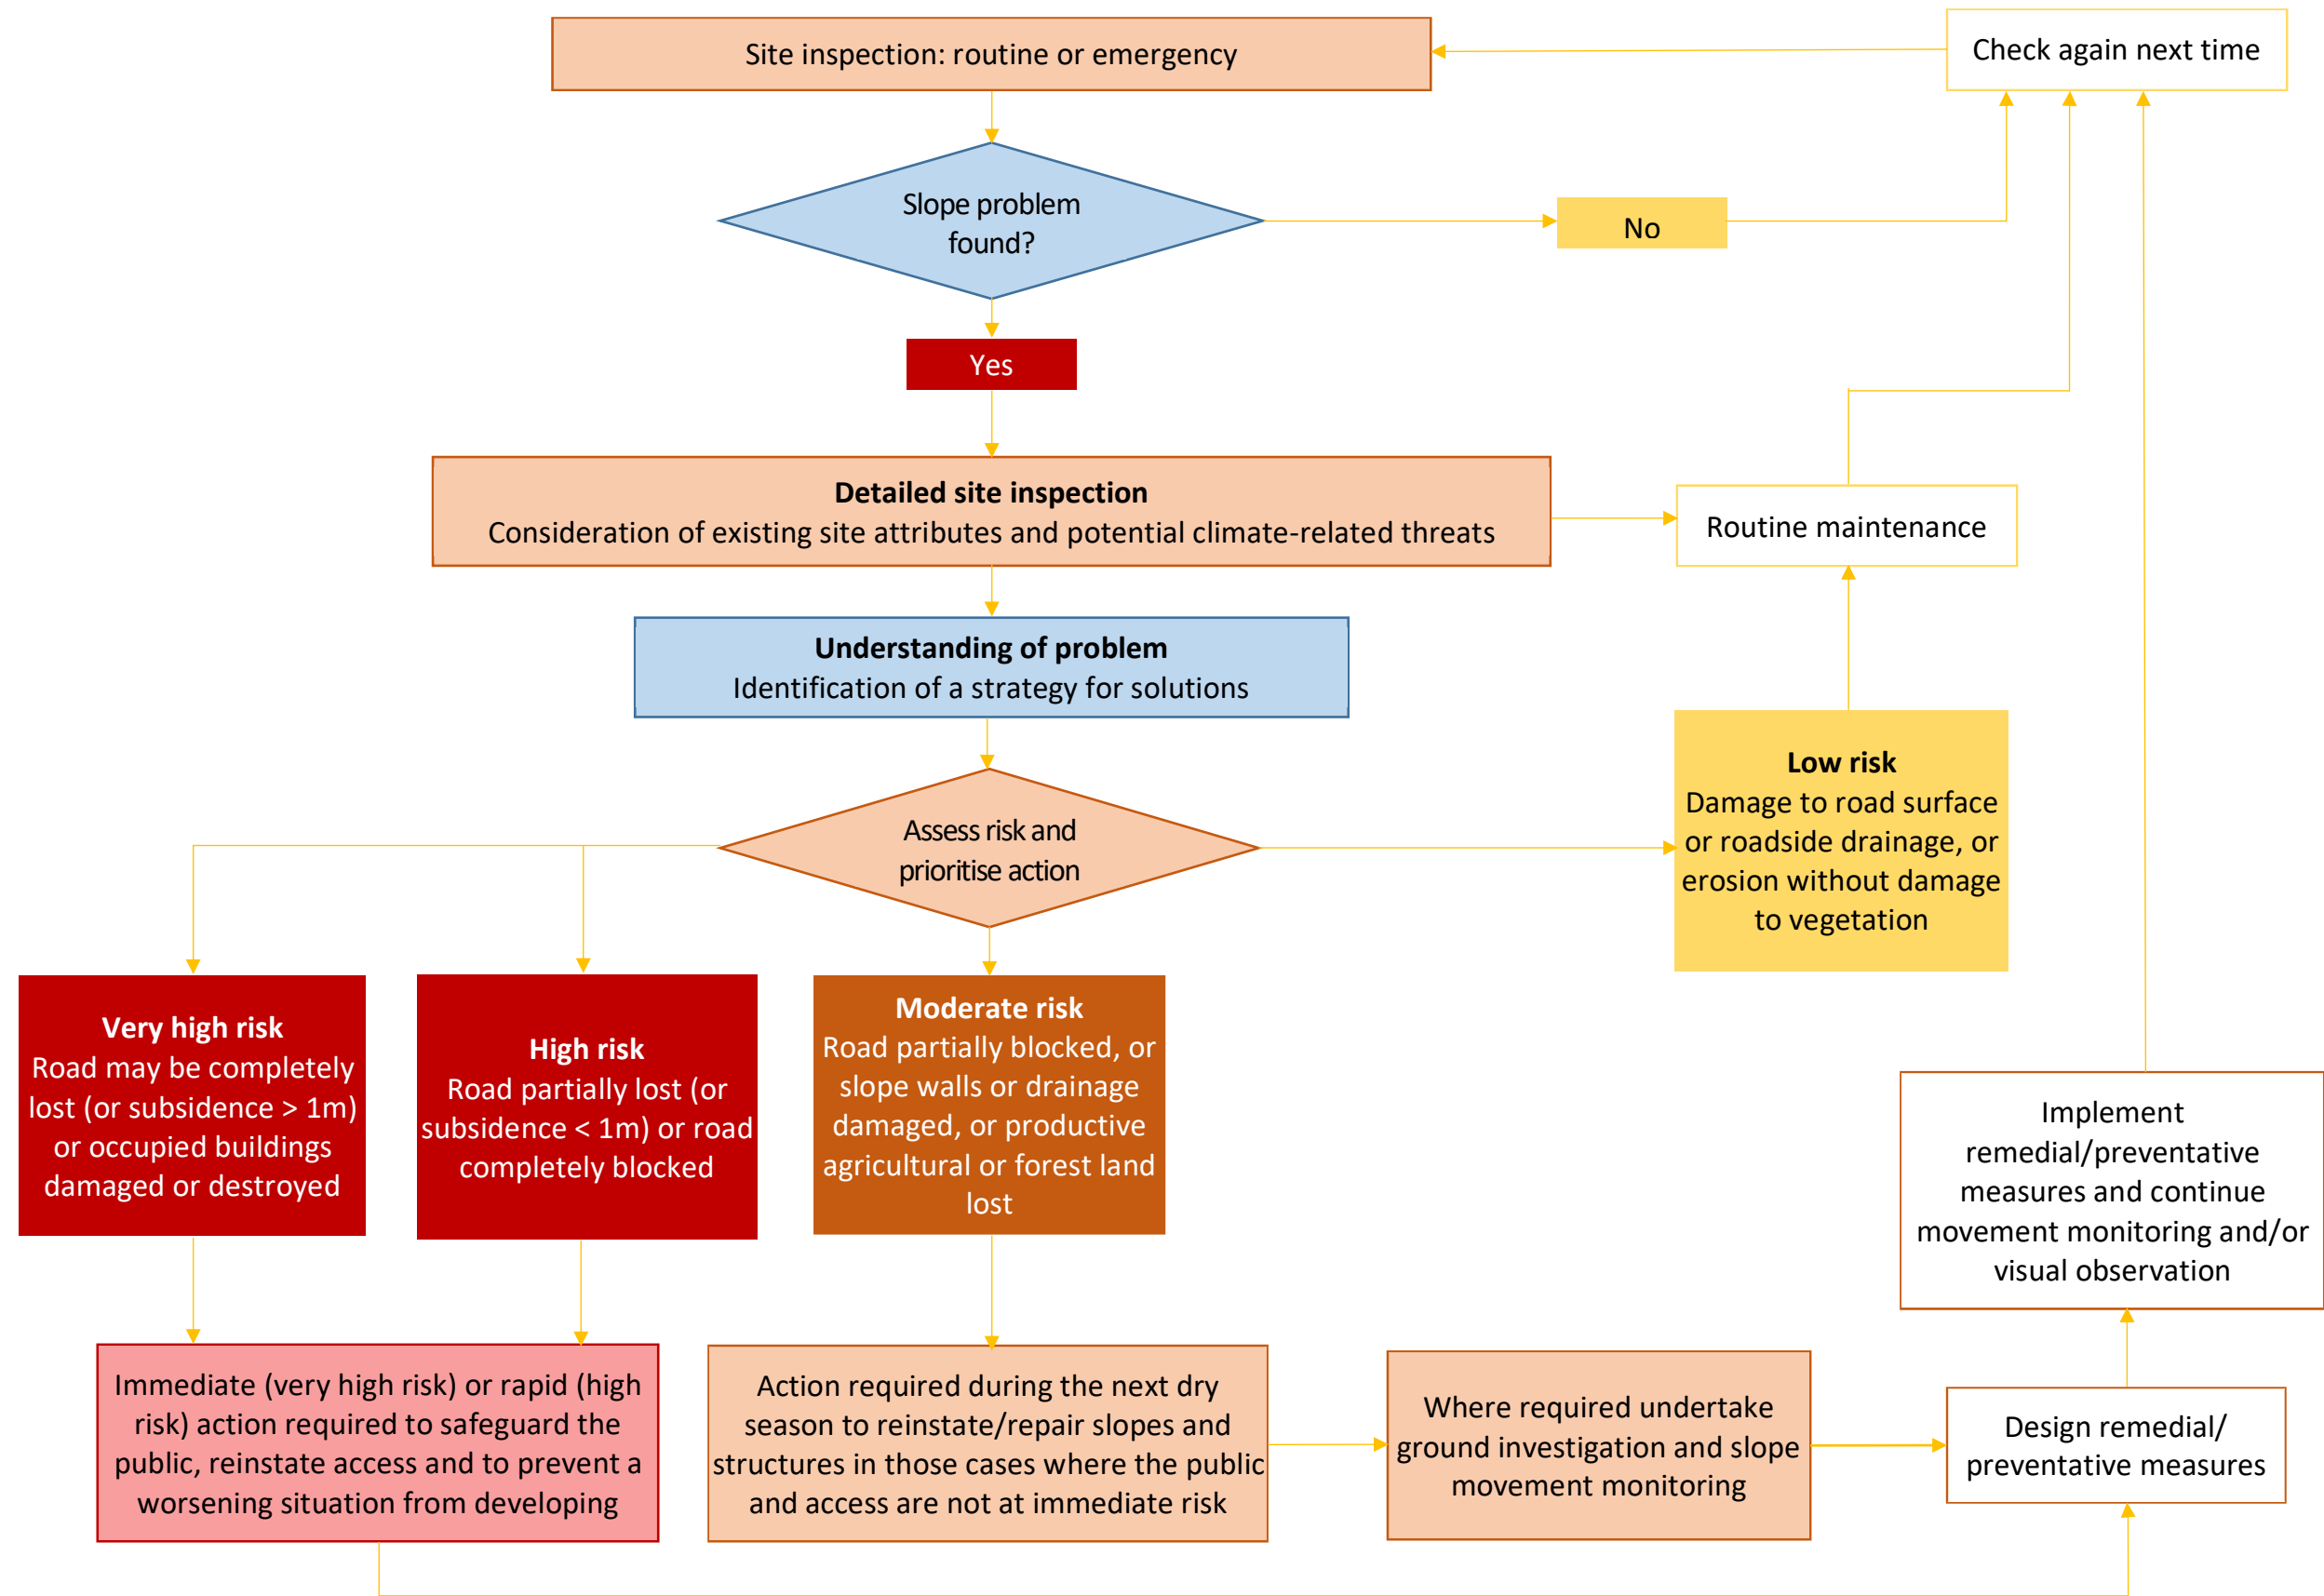 Site inspection: routine or emergency
Check again next time
Slope problem
found?
No
Yes
Detailed site inspection
Consideration of existing site attributes and potential climate-related threats
Routine maintenance
Understanding of problem
Identification of a strategy for solutions
Low risk
Damage to road surface
or roadside drainage, or
erosion without damage
to vegetation
Assess risk and
prioritise action
Very high risk
Road may be completely
lost (or subsidence > 1m)
or occupied buildings
damaged or destroyed
High risk
Road partially lost (or
subsidence < 1m) or road
completely blocked
Moderate risk
Road partially blocked, or
slope walls or drainage
damaged, or productive
agricultural or forest land
lost
Implement
remedial/preventative
measures and continue
movement monitoring and/or
visual observation
Immediate (very high risk) or rapid (high
risk) action required to safeguard the
public, reinstate access and to prevent a
worsening situation from developing
Action required during the next dry
season to reinstate/repair slopes and
structures in those cases where the public
and access are not at immediate risk
Where required undertake
ground investigation and slope
movement monitoring
Design remedial/
preventative measures